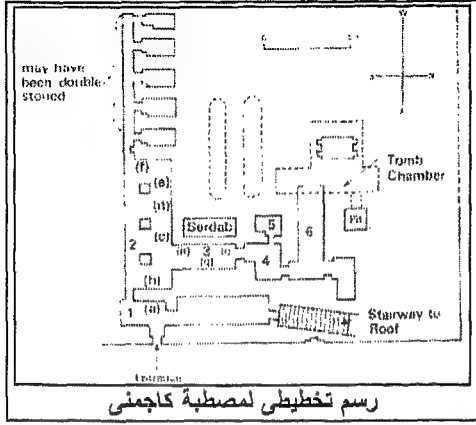 W
may have
been double-
storied
Tomb
Chamber
(f)
(e)
(d)
(c)
Serdab
5
Pit
6
2
3
4
(b)
(a)
1
Stairway to
Roof
Entrance
رسم تخطيطى لمصطبة كاجمنى